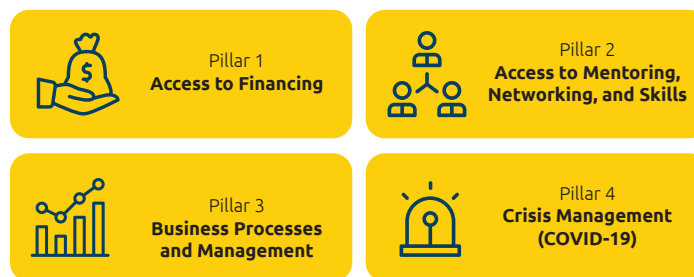 Pillar 1
Access to Financing
Pillar 2
Access to Mentoring,
Networking, and Skills
Pillar 3
Business Processes
and Management
Pillar 4
Crisis Management
(COVID-19)
$